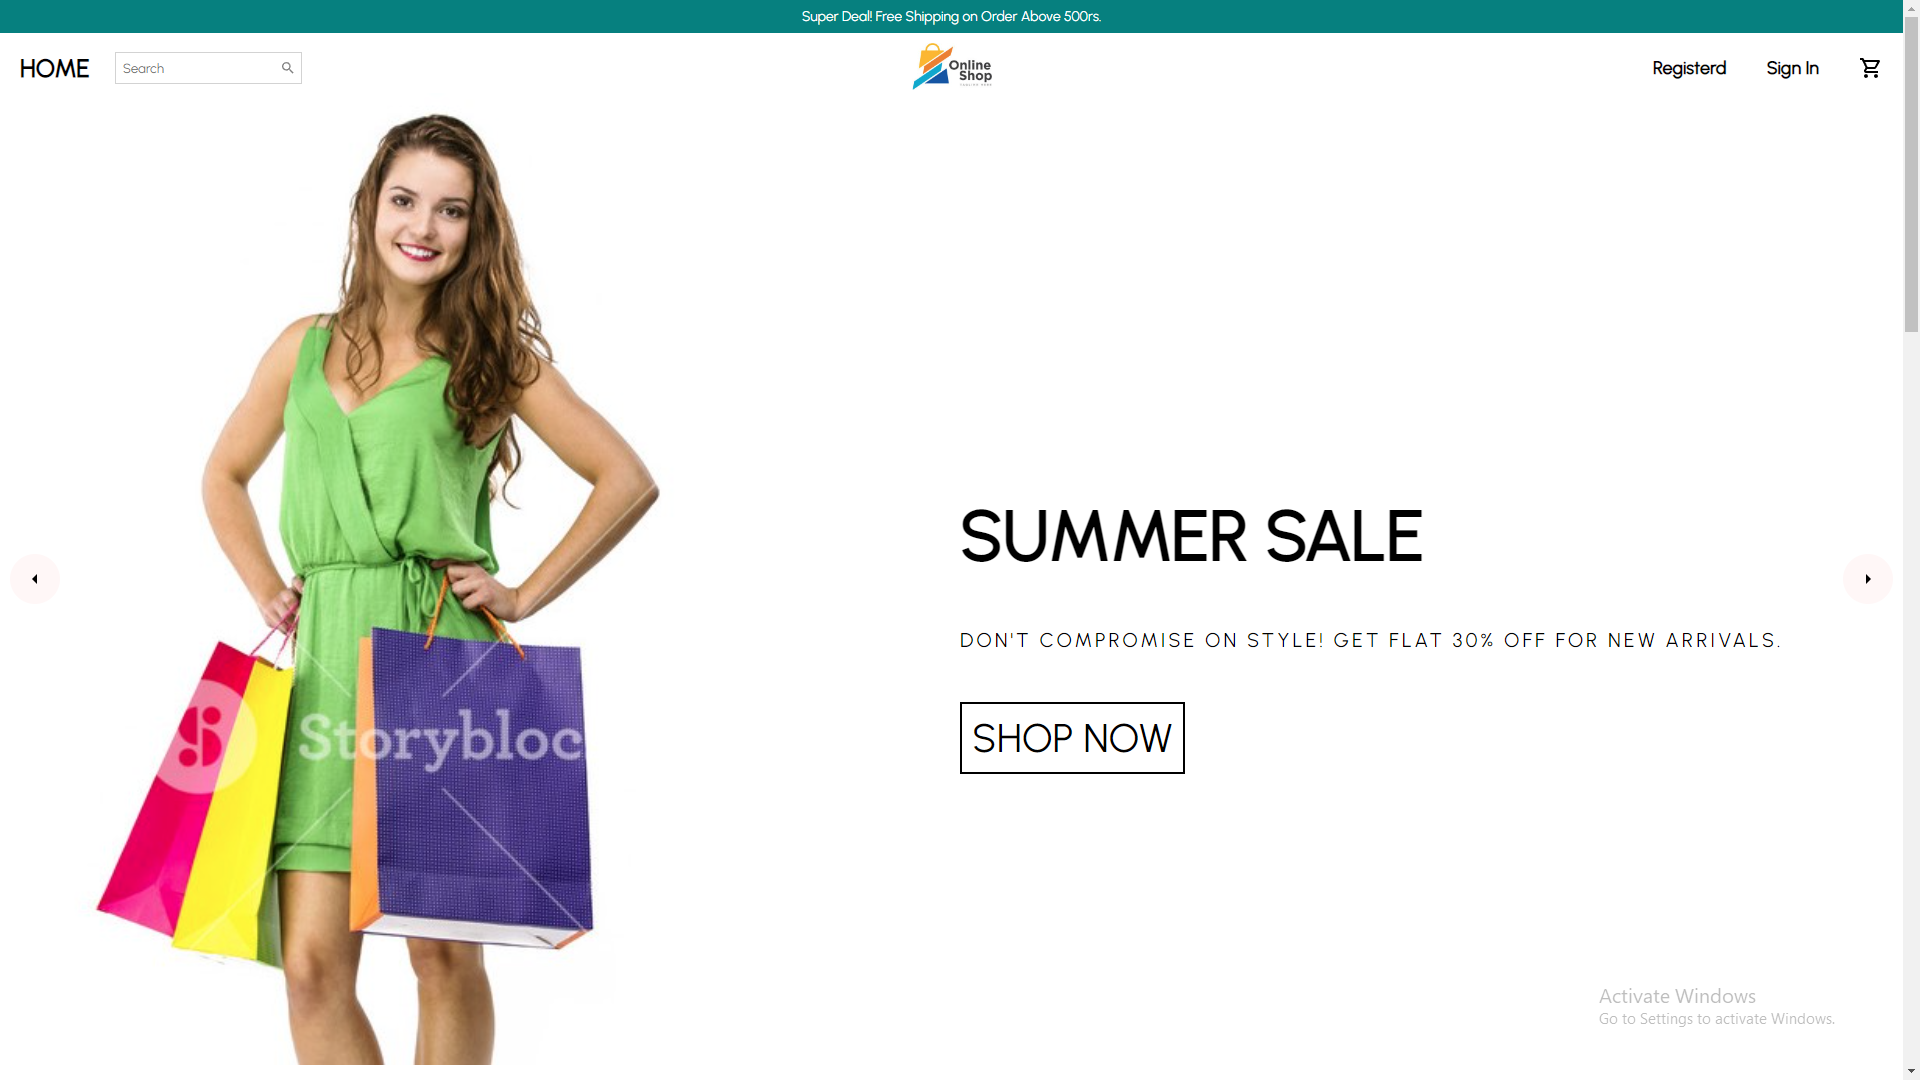 Super Deal! Free Shipping on Order Above 500rs.
HOME
Search
Online
Shop
Registerd
Sign In
SUMMER SALE
DON'T COMPROMISE ON STYLE! GET FLAT 30% OFF FOR NEW ARRIVALS.
SHOP NOW
Storybloc
Activate Windows
Go to Settings to activate Windows.